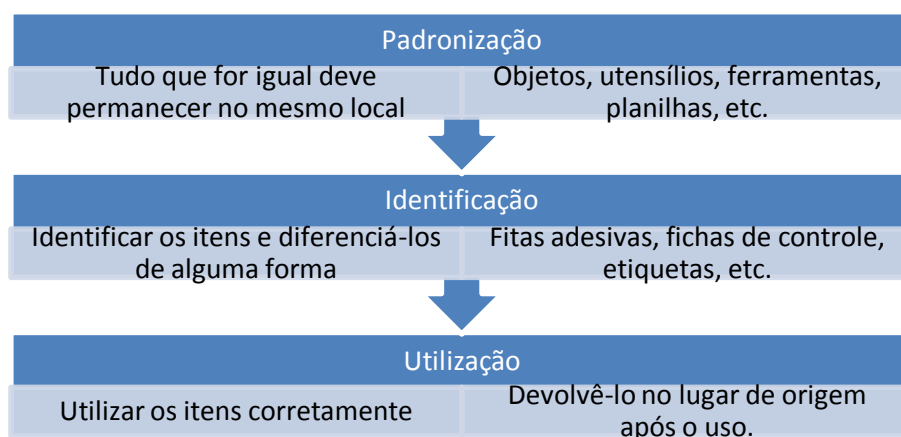 Padronização
Tudo que for igual deve
permanecer no mesmo local
Objetos, utensílios, ferramentas,
planilhas, etc.
Identificação
Identificar os itens e diferenciá-los
de alguma forma
Fitas adesivas, fichas de controle,
etiquetas, etc.
Utilização
Utilizar os itens corretamente
Devolvê-lo no lugar de origem
após o uso.